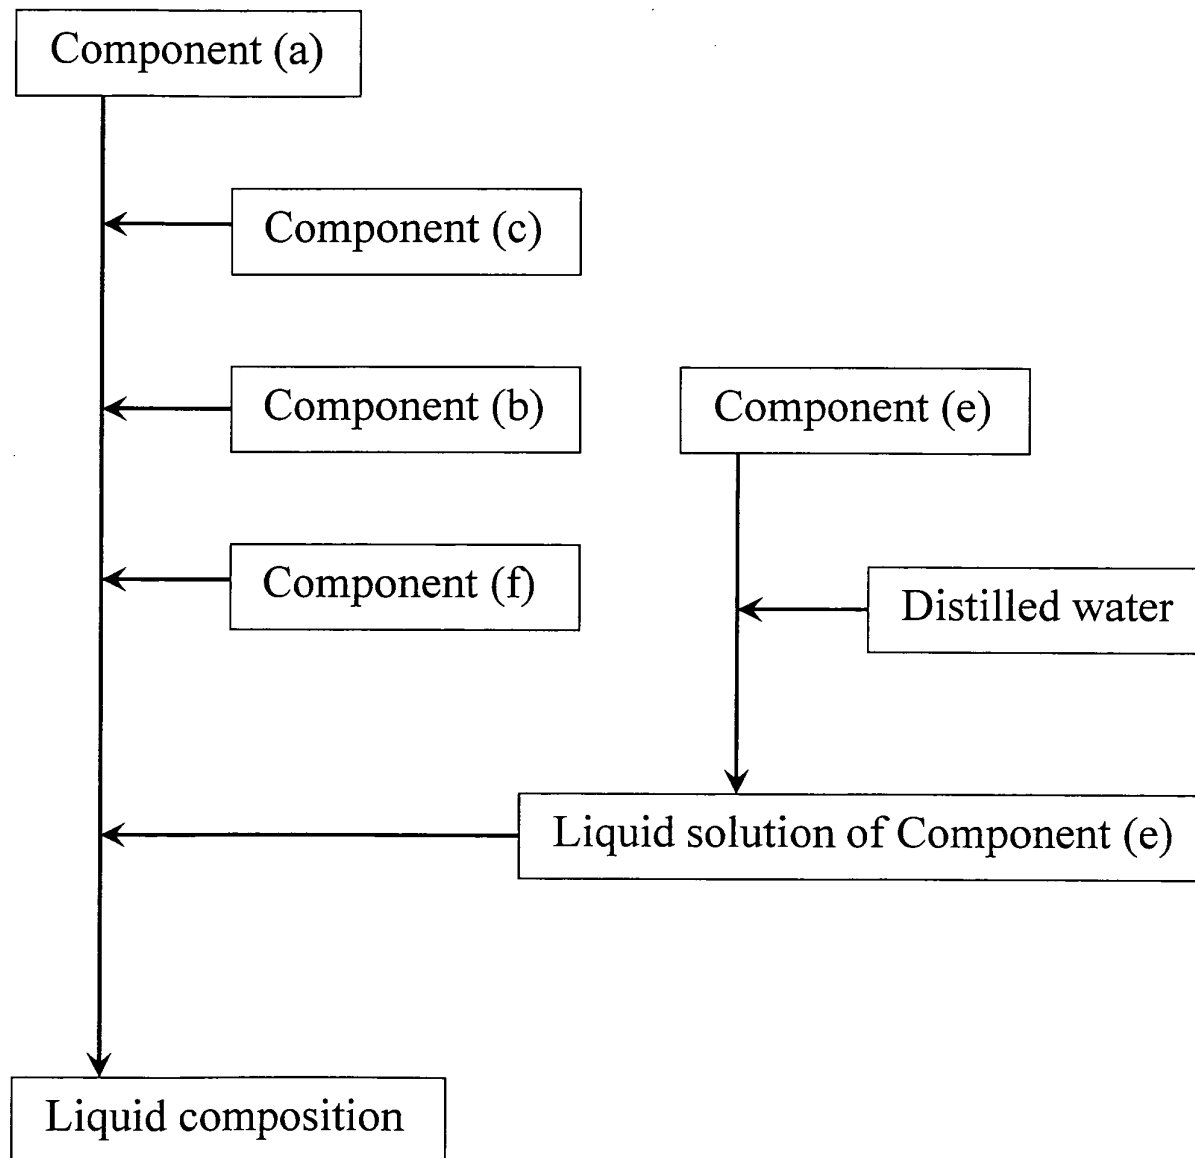 Component (a)
Component (c)
Component (b)
Component (e)
Component (f)
Distilled water
Liquid solution of Component (e)
Liquid composition